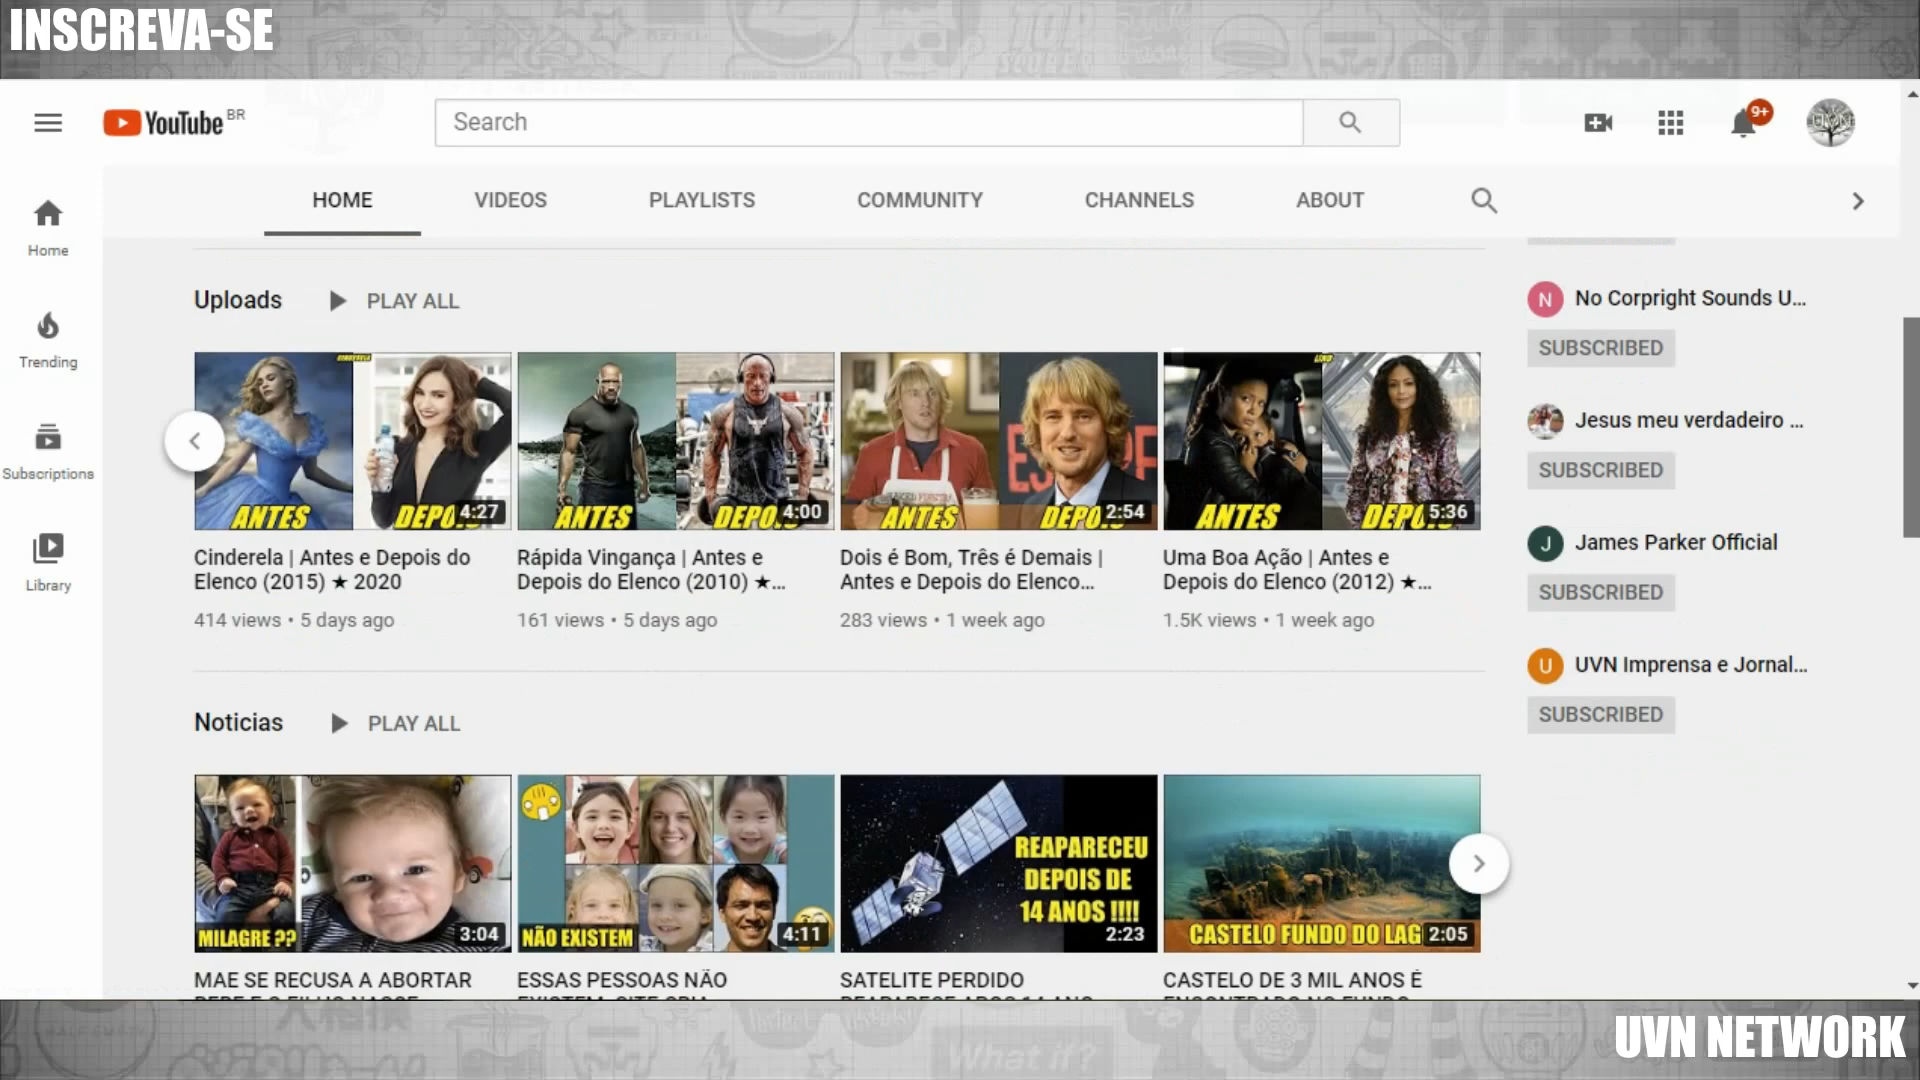 INSCREVA-SE
YouTube BR
Search
9+
HOME VIDEOS PLAYLISTS COMMUNITY CHANNELS ABOUT
Home
Trending
Subscriptions
Library
Uploads PLAY ALL
CINDERELA
ANTES
4:27
ANTES
4:00
ANTES
2:54
ANTES
5:36
Cinderela | Antes e Depois do
Elenco (2015) ★ 2020
414 views • 5 days ago
Rápida Vingança | Antes e
Depois do Elenco (2010) ★...
161 views • 5 days ago
Dois é Bom, Três é Demais |
Antes e Depois do Elenco...
283 views • 1 week ago
Uma Boa Ação | Antes e
Depois do Elenco (2012) ★...
1.5K views • 1 week ago
N No Corpright Sounds U...
SUBSCRIBED
Jesus meu verdadeiro ...
SUBSCRIBED
J James Parker Official
SUBSCRIBED
U UVN Imprensa e Jornal...
SUBSCRIBED
Noticias PLAY ALL
MILAGRE ??
3:04
NÃO EXISTEM
4:11
REAPARECEU
DEPOIS DE
14 ANOS !!!!
2:23
CASTELO FUNDO DO LAG
2:05
MAE SE RECUSA A ABORTAR
ESSAS PESSOAS NÃO
SATELITE PERDIDO
CASTELO DE 3 MIL ANOS É
What if?
UVN NETWORK